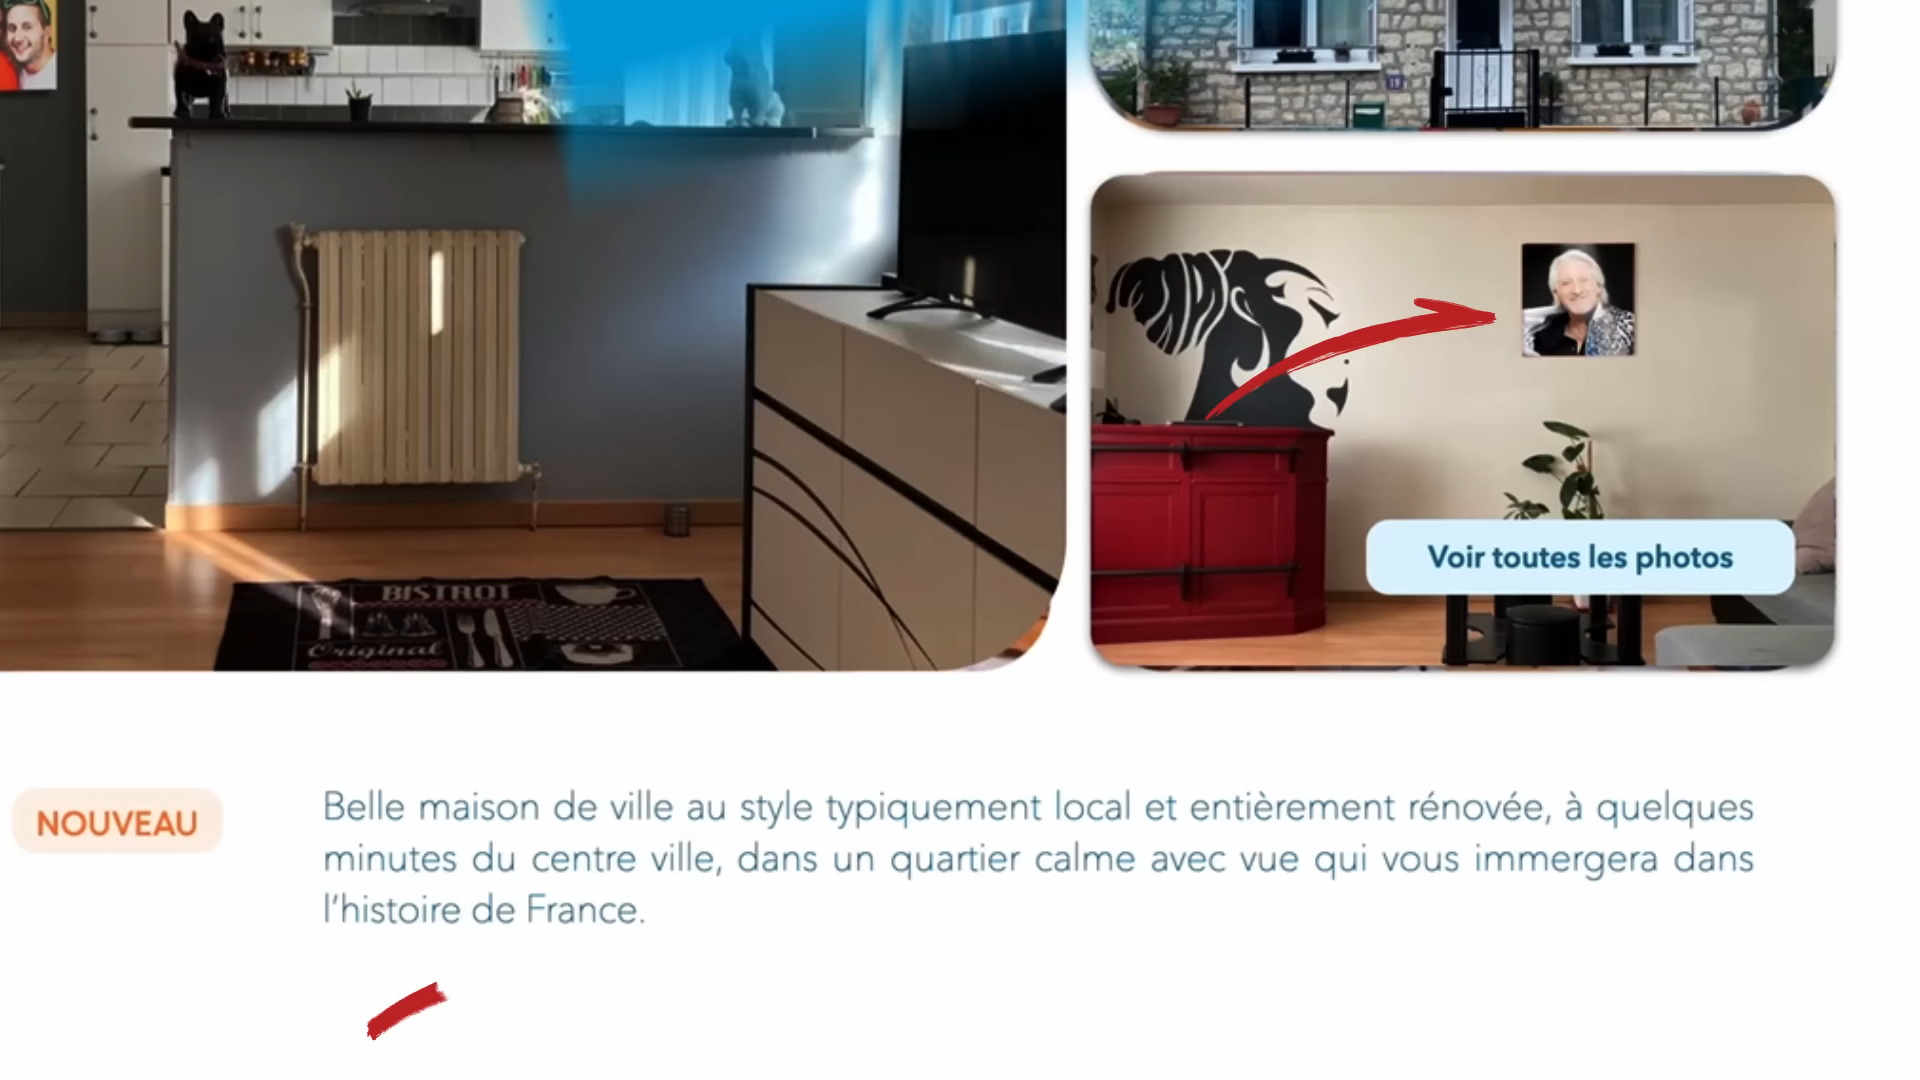 19
BISTROT
Original
Voir toutes les photos
NOUVEAU
Belle maison de ville au style typiquement local et entièrement rénovée, à quelques
minutes du centre ville, dans un quartier calme avec vue qui vous immergera dans
l'histoire de France.